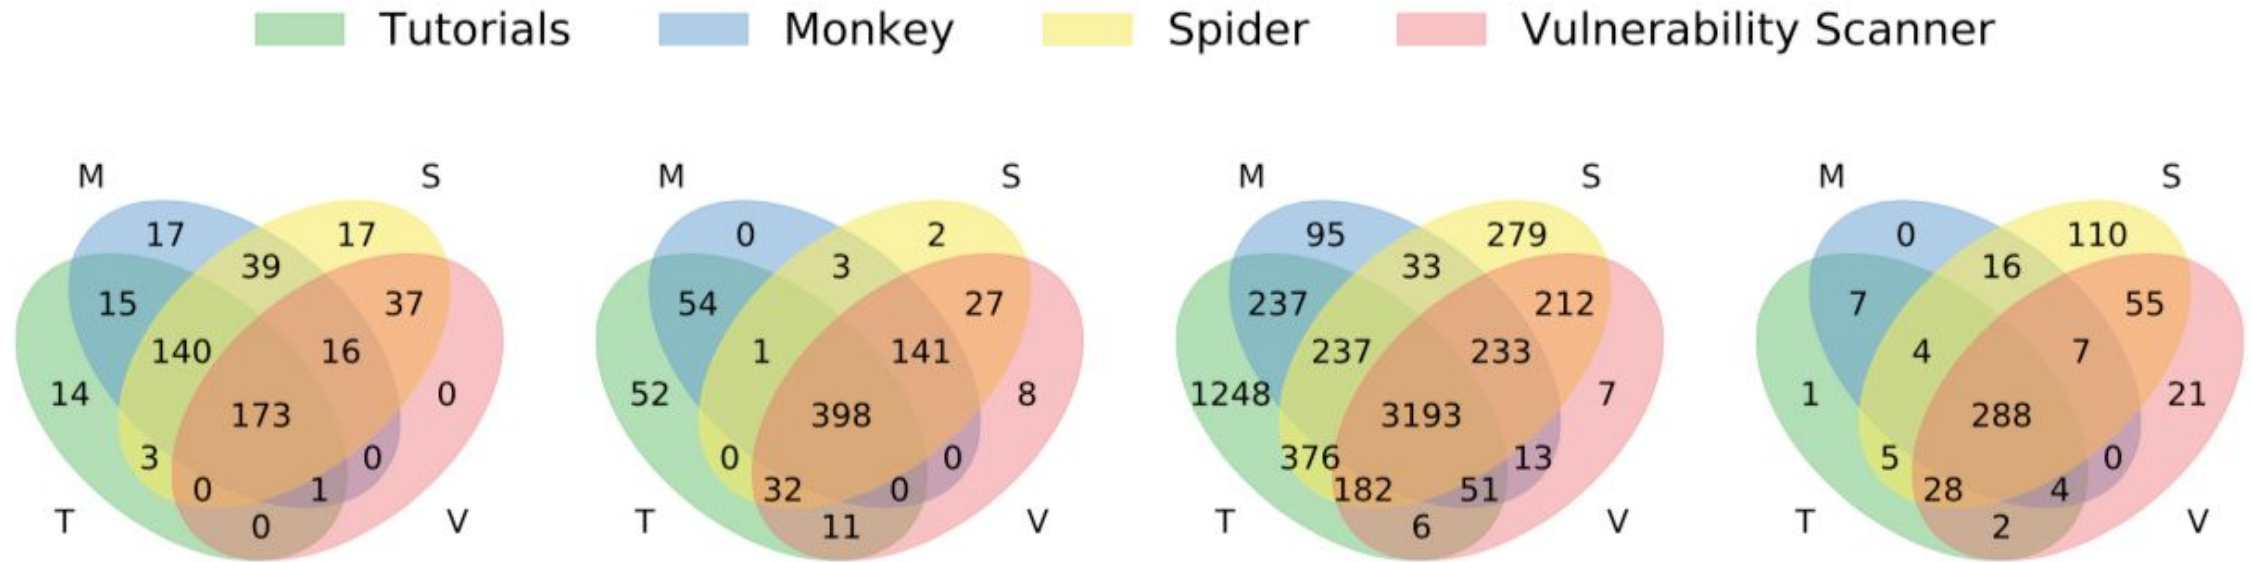 Tutorials Monkey Spider Vulnerability Scanner
M S M S M S M S
17 17 0 2 95 279 0 110
39 3 33 16
15 37 54 27 237 212 7 55
140 16 1 141 237 233 4 7
14 0 52 8 1248 7 1 21
173 398 3193 288
3 0 0 0 376 13 5 0
0 1 32 0 182 51 28 4
T V T V T V T V
0 11 6 2